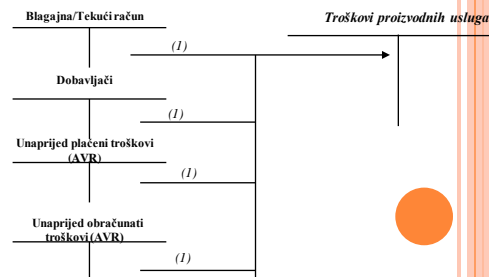 Blagajna/Tekući račun
Troškovi proizvodnih usluga
(1)
Dobavljači
(1)
Unaprijed plaćeni troškovi
(AVR)
(1)
Unaprijed obračunati
troškovi (AVR)
(1)